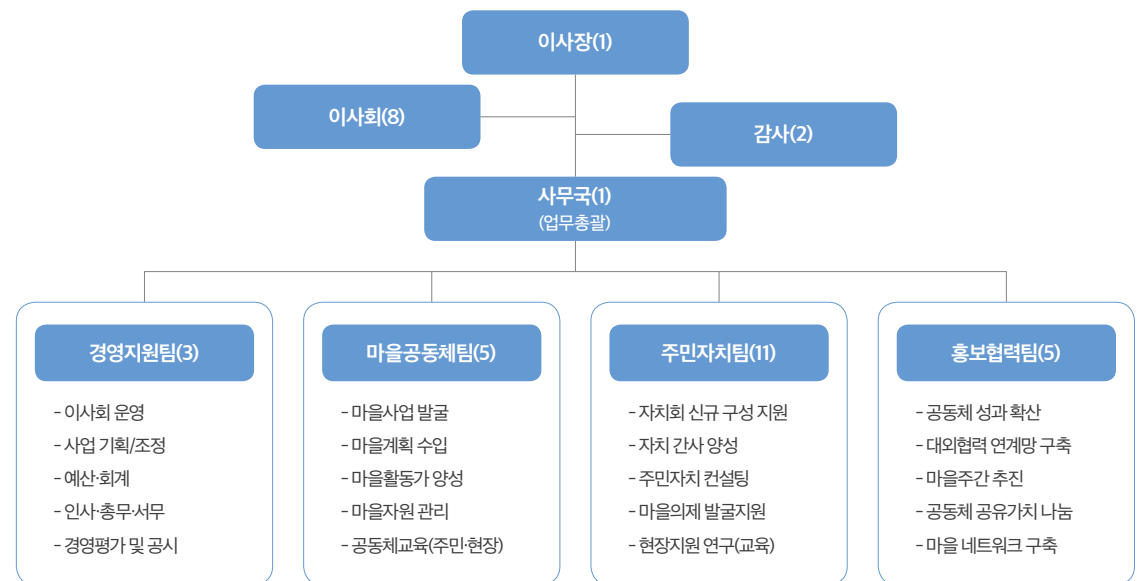 이사장(1)
이사회(8)
감사(2)
사무국(1)
(업무총괄)
경영지원팀(3)
- 이사회 운영
- 사업 기획/조정
- 예산·회계
- 인사·총무·서무
- 경영평가 및 공시
마을공동체팀(5)
- 마을사업 발굴
- 마을계획 수입
- 마을활동가 양성
- 마을자원 관리
- 공동체교육(주민·현장)
주민자치팀(11)
- 자치회 신규 구성 지원
- 자치 간사 양성
- 주민자치 컨설팅
- 마을의제 발굴지원
- 현장지원 연구(교육)
홍보협력팀(5)
- 공동체 성과 확산
- 대외협력 연계망 구축
- 마을주간 추진
- 공동체 공유가치 나눔
- 마을 네트워크 구축